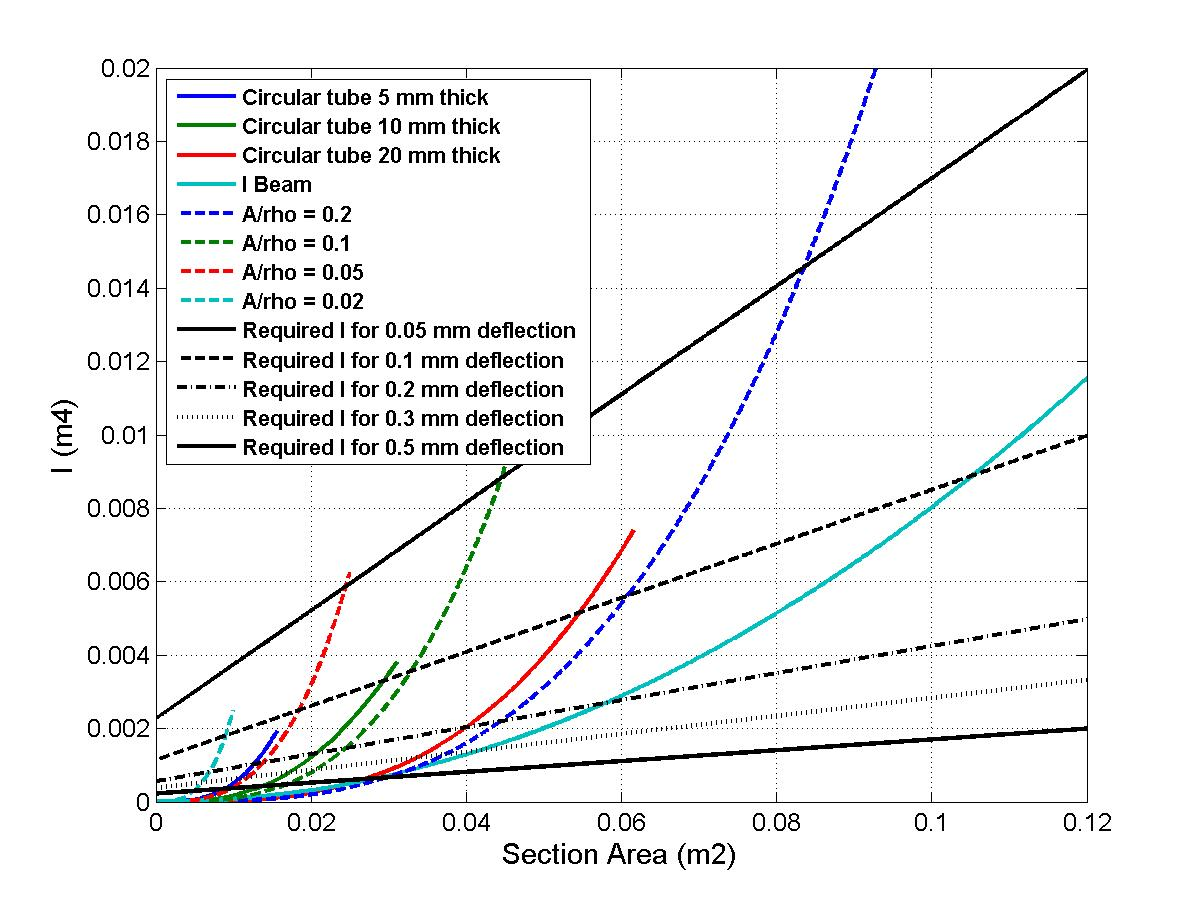 0.02
0.018
0.016
0.014
0.012
0.01
0.008
0.006
0.004
0.002
0
I (m4)
Circular tube 5 mm thick
Circular tube 10 mm thick
Circular tube 20 mm thick
I Beam
A/rho = 0.2
A/rho = 0.1
A/rho = 0.05
A/rho = 0.02
Required I for 0.05 mm deflection
Required I for 0.1 mm deflection
Required I for 0.2 mm deflection
Required I for 0.3 mm deflection
Required I for 0.5 mm deflection
0 0.02 0.04 0.06 0.08 0.1 0.12
Section Area (m2)